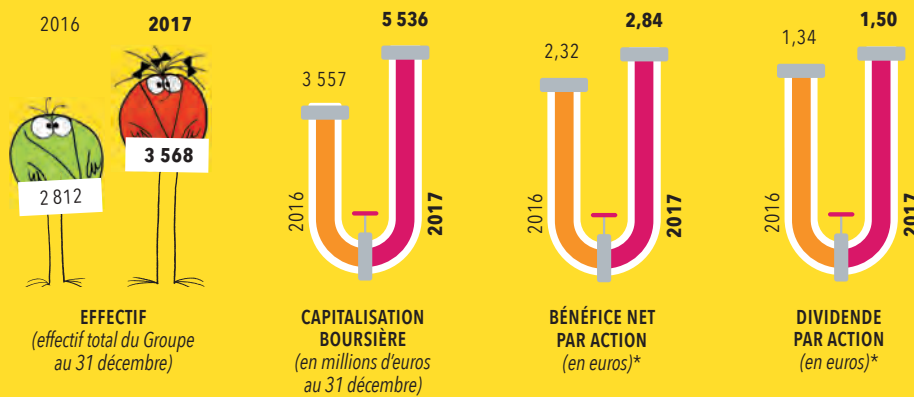 2016
2017
2 812
3 568
EFFECTIF
(effectif total du Groupe
au 31 décembre)
3 557
5 536
2016
2017
CAPITALISATION
BOURSIÈRE
(en millions d'euros
au 31 décembre)
2,32
2,84
2016
2017
BÉNÉFICE NET
PAR ACTION
(en euros)*
1,34
1,50
2016
2017
DIVIDENDE
PAR ACTION
(en euros)*